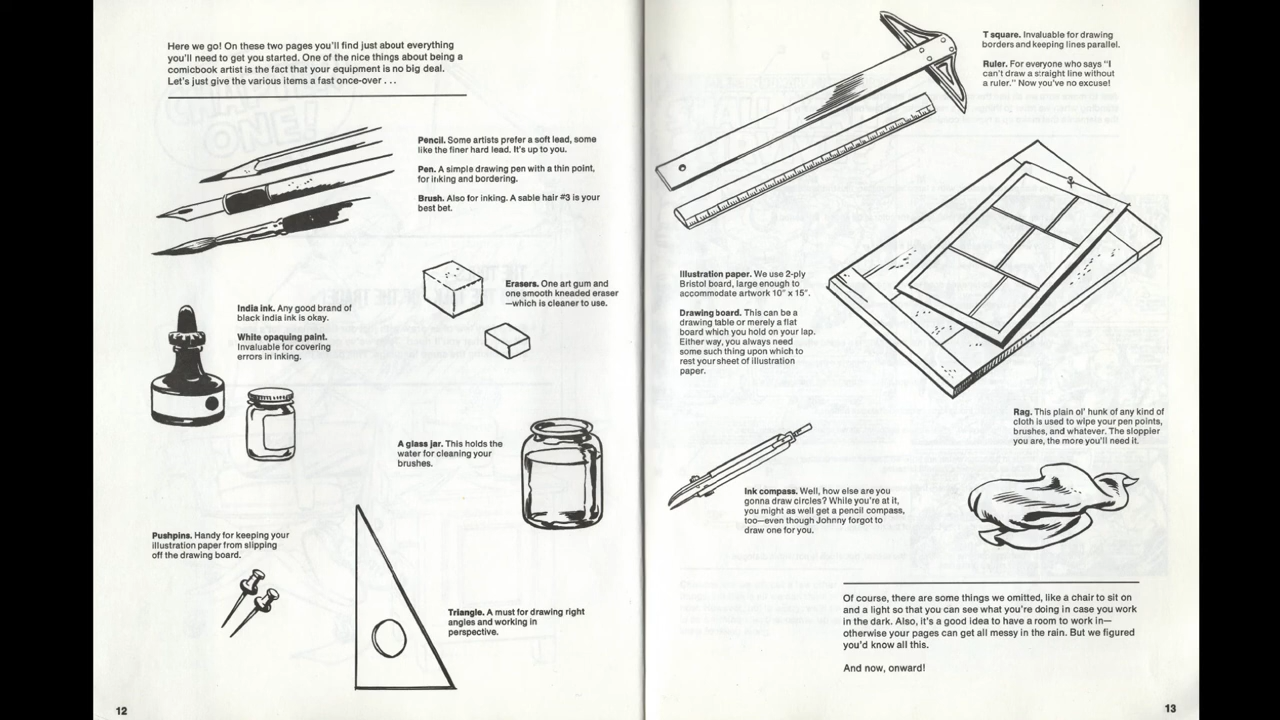 Here we go! On these two pages you'll find just about everything
you'll need to get you started. One of the nice things about being a
comicbook artist is the fact that your equipment is no big deal.
Let's just give the various items a fast once-over . . .
Pencil. Some artists prefer a soft lead, some
like the finer hard lead. It's up to you.
Pen. A simple drawing pen with a thin point,
for inking and bordering.
Brush. Also for inking. A sable hair #3 is your
best bet.
Erasers. One art gum and
one smooth kneaded eraser
—which is cleaner to use.
India ink. Any good brand of
black india ink is okay.
White opaquing paint.
Invaluable for covering
errors in inking.
A glass jar. This holds the
water for cleaning your
brushes.
Pushpins. Handy for keeping your
illustration paper from slipping
off the drawing board.
Triangle. A must for drawing right
angles and working in
perspective.
12
T square. Invaluable for drawing
borders and keeping lines parallel.
Ruler. For everyone who says "I
can't draw a straight line without
a ruler." Now you've no excuse!
Illustration paper. We use 2-ply
Bristol board, large enough to
accommodate artwork 10" x 15".
Drawing board. This can be a
drawing table or merely a flat
board which you hold on your lap.
Either way, you always need
some such thing upon which to
rest your sheet of illustration
paper.
Rag. This plain ol' hunk of any kind of
cloth is used to wipe your pen points,
brushes, and whatever. The sloppier
you are, the more you'll need it.
Ink compass. Well, how else are you
gonna draw circles? While you're at it,
you might as well get a pencil compass,
too—even though Johnny forgot to
draw one for you.
Of course, there are some things we omitted, like a chair to sit on
and a light so that you can see what you're doing in case you work
in the dark. Also, it's a good idea to have a room to work in—
otherwise your pages can get all messy in the rain. But we figured
you'd know all this.
And now, onward!
13